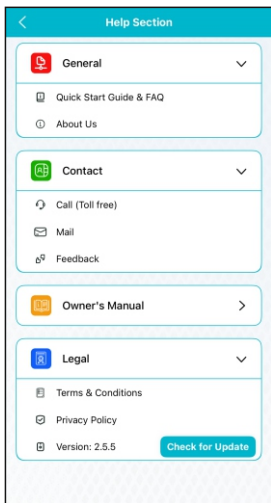 Help Section
General
Quick Start Guide & FAQ
About Us
Contact
Call (Toll free)
Mail
Feedback
Owner's Manual
Legal
Terms & Conditions
Privacy Policy
Version: 2.5.5 Check for Update